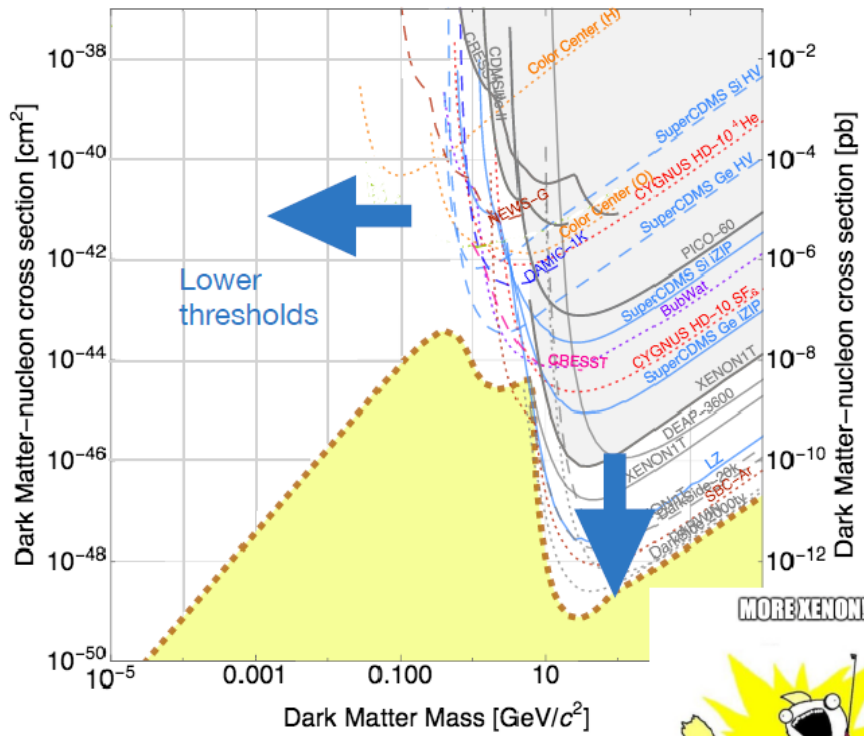 Dark Matter−nucleon cross section [cm²]
10⁻³⁸
10⁻⁴⁰
10⁻⁴²
10⁻⁴⁴
10⁻⁴⁶
10⁻⁴⁸
10⁻⁵⁰
Lower
thresholds
Color Center (H)
SuperCDMS Si HV
CYGNUS HD−10 ⁴He
SuperCDMS Ge HV
Color Center (O)
NEWS−G
DAMIC−1K
PICO−60
SuperCDMS Si iZIP
BubWat
CYGNUS HD−10 SF₆
SuperCDMS Ge iZIP
CRESST
XENON1T
DEAP−3600
XENON1T
LZ
DarkSide−20k
SBC−Ar
10⁻²
10⁻⁴
10⁻⁶
10⁻⁸
10⁻¹⁰
10⁻¹²
Dark Matter−nucleon cross section [pb]
10⁻⁵
0.001
0.100
10
Dark Matter Mass [GeV/c²]
MORE XENON!